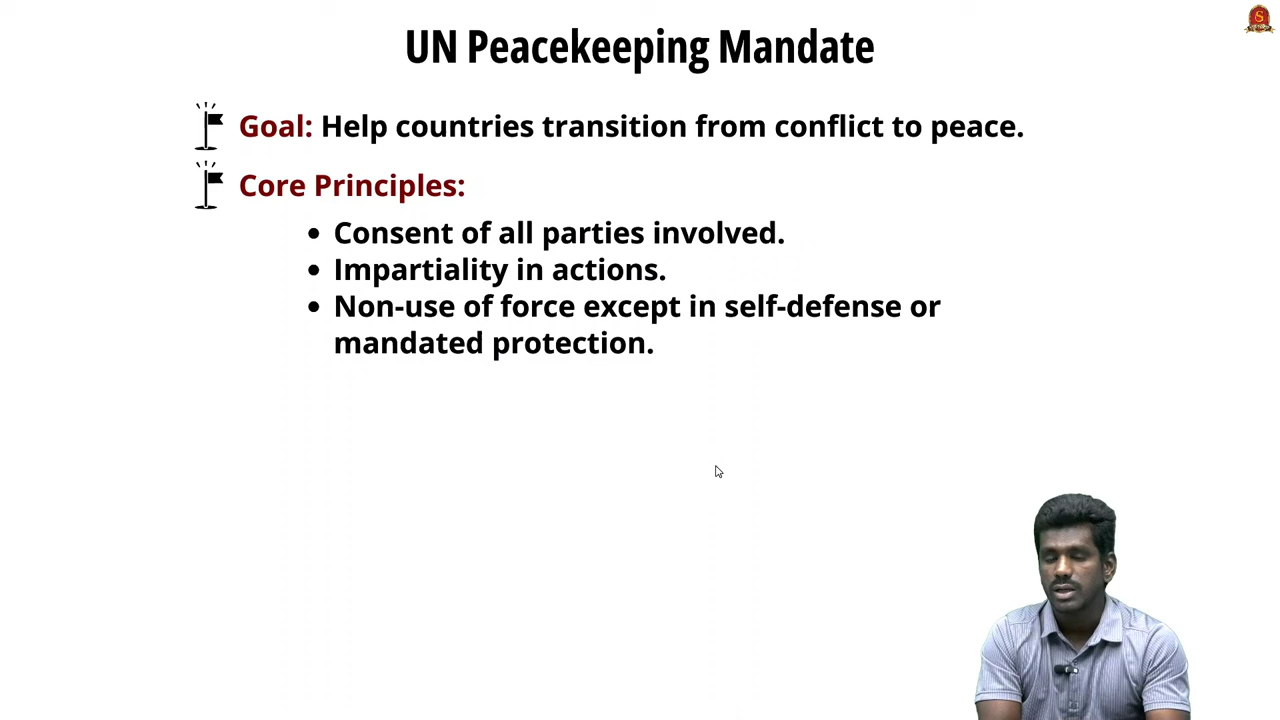 UN Peacekeeping Mandate
Goal: Help countries transition from conflict to peace.
Core Principles:
• Consent of all parties involved.
• Impartiality in actions.
• Non-use of force except in self-defense or
mandated protection.